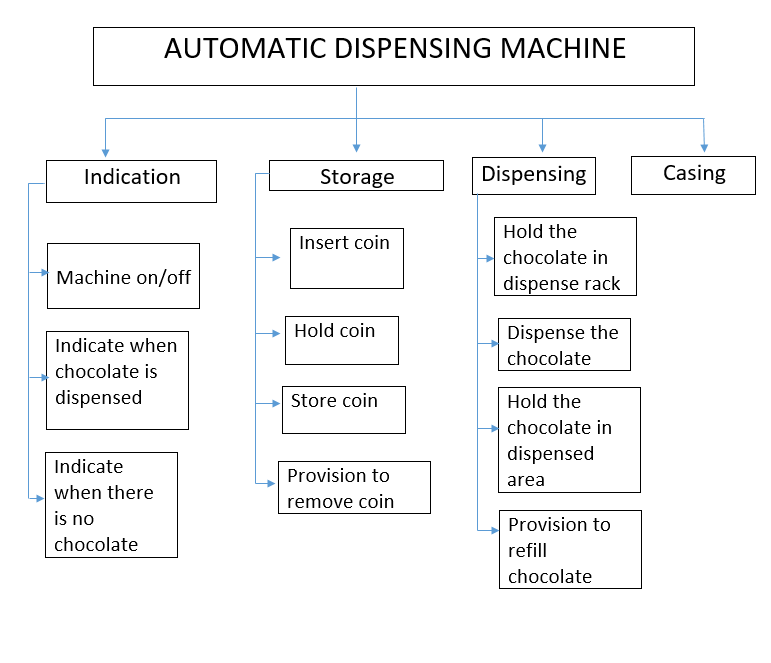 AUTOMATIC DISPENSING MACHINE
Indication
Storage
Dispensing
Casing
Machine on/off
Indicate when
chocolate is
dispensed
Indicate
when there
is no
chocolate
Insert coin
Hold coin
Store coin
Provision to
remove coin
Hold the
chocolate in
dispense rack
Dispense the
chocolate
Hold the
chocolate in
dispensed
area
Provision to
refill
chocolate